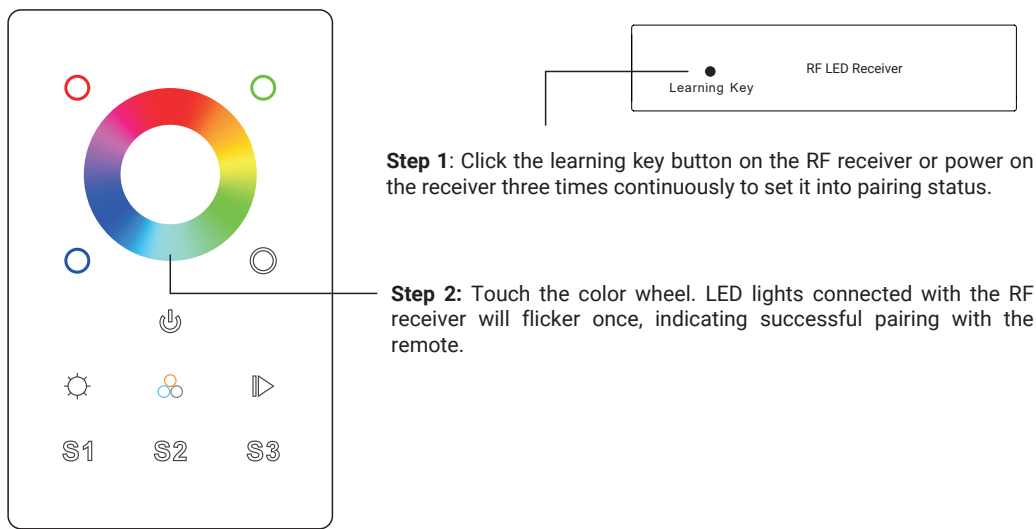 RF LED Receiver
Learning Key
Step 1: Click the learning key button on the RF receiver or power on
the receiver three times continuously to set it into pairing status.
Step 2: Touch the color wheel. LED lights connected with the RF
receiver will flicker once, indicating successful pairing with the
remote.
S1 S2 S3